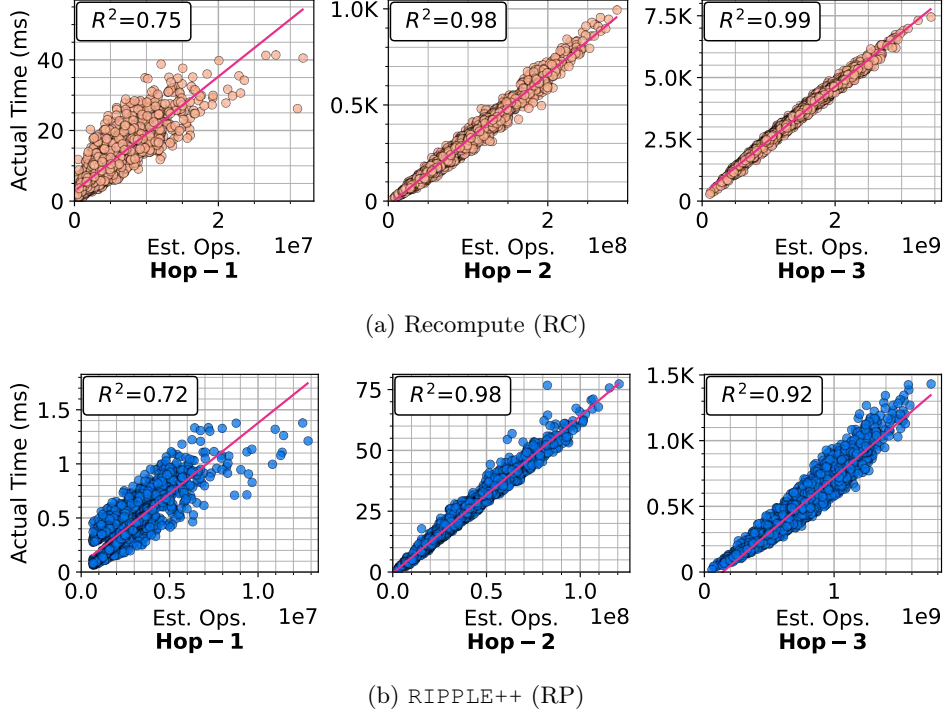 R²=0.75
R²=0.98
R²=0.99
Actual Time (ms)
0
20
40
0
0.5K
1.0K
0
2.5K
5.0K
7.5K
0 2
0 2
0 2
Est. Ops. 1e7
Est. Ops. 1e8
Est. Ops. 1e9
Hop − 1
Hop − 2
Hop − 3
(a) Recompute (RC)
R²=0.72
R²=0.98
R²=0.92
Actual Time (ms)
0
0.5
1
1.5
0
25
50
75
0
0.5K
1.0K
1.5K
0.0 0.5 1.0
0.0 0.5 1.0
0 1
Est. Ops. 1e7
Est. Ops. 1e8
Est. Ops. 1e9
Hop − 1
Hop − 2
Hop − 3
(b) RIPPLE++ (RP)